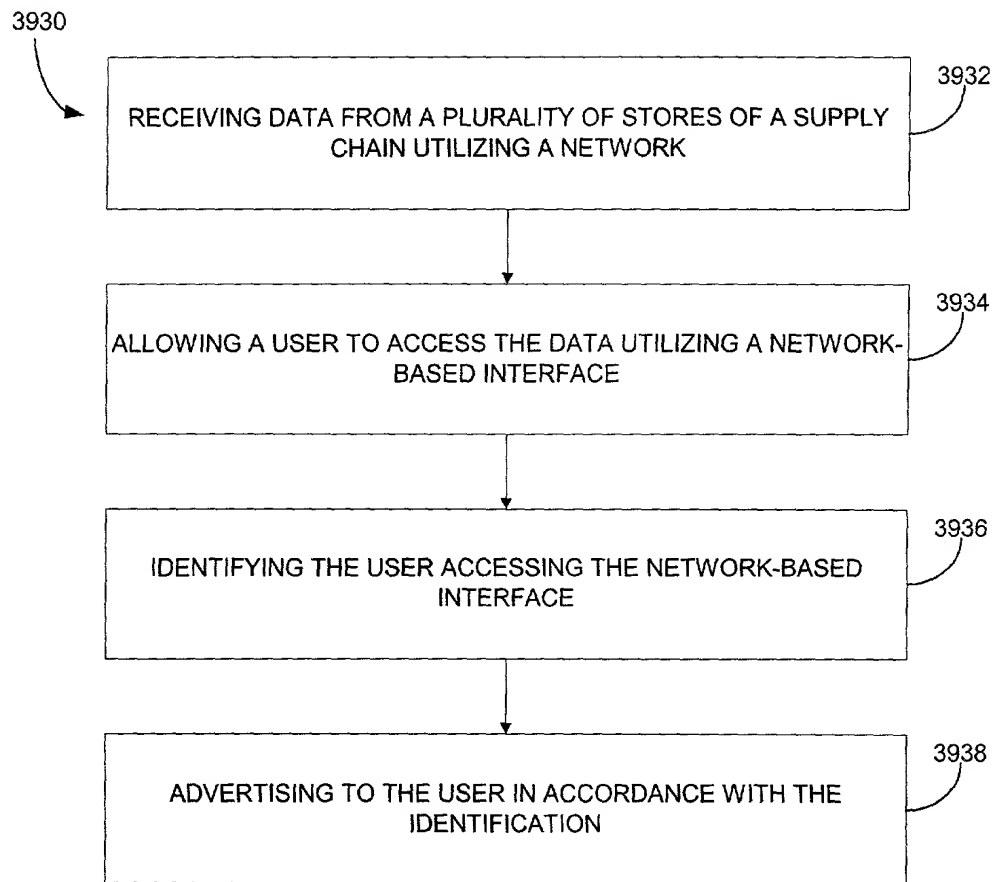 3930
3932
RECEIVING DATA FROM A PLURALITY OF STORES OF A SUPPLY
CHAIN UTILIZING A NETWORK
3934
ALLOWING A USER TO ACCESS THE DATA UTILIZING A NETWORK-
BASED INTERFACE
3936
IDENTIFYING THE USER ACCESSING THE NETWORK-BASED
INTERFACE
3938
ADVERTISING TO THE USER IN ACCORDANCE WITH THE
IDENTIFICATION